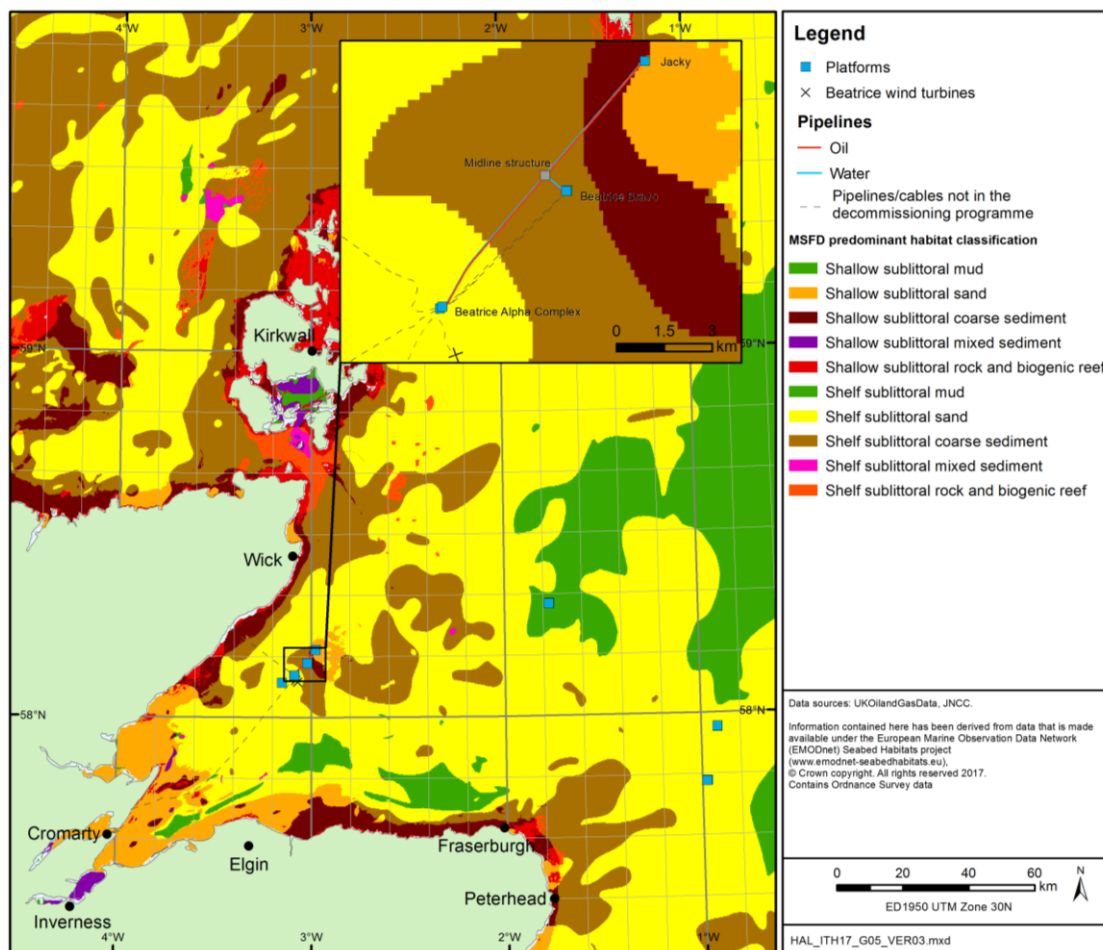 4°W
3°W
2°W
1°W
Jacky
Midline structure
Beatrice Bravo
Beatrice Alpha Complex
0 1.5 3
km
59°N
59°N
Kirkwall
Wick
58°N
58°N
Cromarty
Elgin
Fraserburgh
Peterhead
Inverness
4°W
3°W
2°W
1°W
Legend
Platforms
Beatrice wind turbines
Pipelines
Oil
Water
Pipelines/cables not in the
decommissioning programme
MSFD predominant habitat classification
Shallow sublittoral mud
Shallow sublittoral sand
Shallow sublittoral coarse sediment
Shallow sublittoral mixed sediment
Shallow sublittoral rock and biogenic reef
Shelf sublittoral mud
Shelf sublittoral sand
Shelf sublittoral coarse sediment
Shelf sublittoral mixed sediment
Shelf sublittoral rock and biogenic reef
Data sources: UKOilandGasData, JNCC.
Information contained here has been derived from data that is made
available under the European Marine Observation Data Network
(EMODnet) Seabed Habitats project
(www.emodnet-seabedhabitats.eu),
© Crown copyright. All rights reserved 2017.
Contains Ordnance Survey data
0 20 40 60
km
N
ED1950 UTM Zone 30N
HAL_ITH17_G05_VER03.mxd